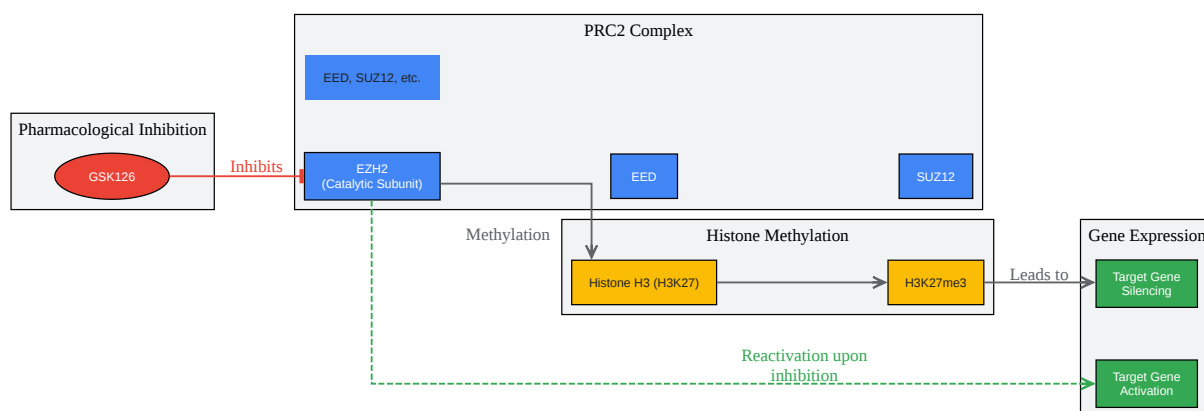 PRC2 Complex
EED, SUZ12, etc.
Pharmacological Inhibition
GSK126
Inhibits
EZH2
(Catalytic Subunit)
EED
SUZ12
Methylation
Histone Methylation
Gene Expression
Histone H3 (H3K27)
H3K27me3
Leads to
Target Gene
Silencing
Reactivation upon
inhibition
Target Gene
Activation